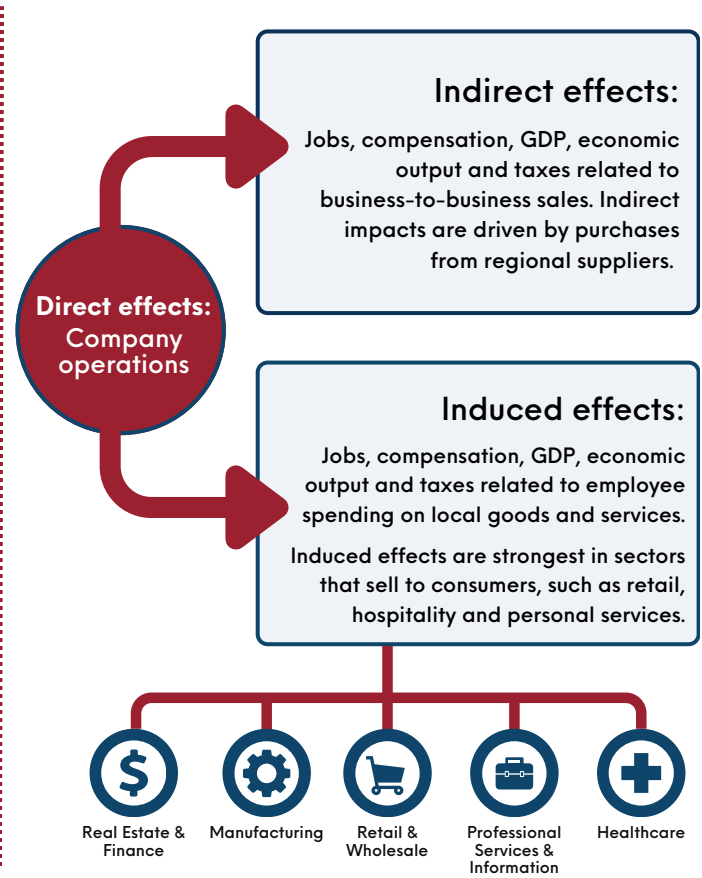 Indirect effects:
Jobs, compensation, GDP, economic
output and taxes related to
business-to-business sales. Indirect
impacts are driven by purchases
from regional suppliers.
Direct effects:
Company
operations
Induced effects:
Jobs, compensation, GDP, economic
output and taxes related to employee
spending on local goods and services.
Induced effects are strongest in sectors
that sell to consumers, such as retail,
hospitality and personal services.
$
Real Estate &
Finance
Manufacturing
Retail &
Wholesale
Professional
Services &
Information
Healthcare